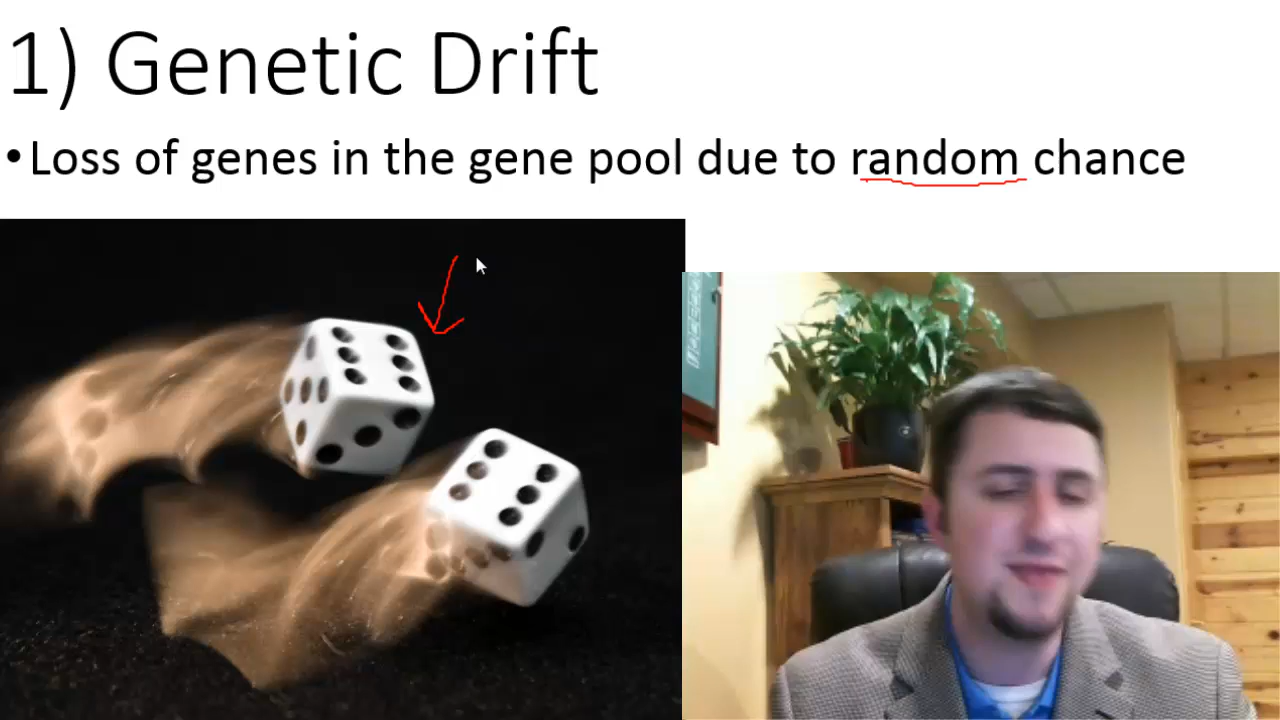 1) Genetic Drift
•Loss of genes in the gene pool due to random chance